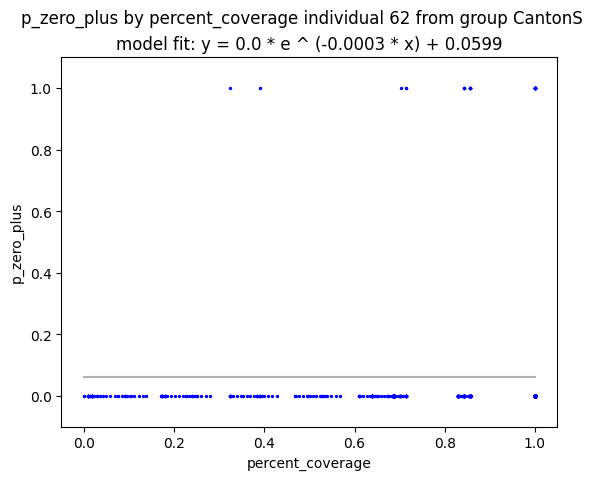 p_zero_plus by percent_coverage individual 62 from group CantonS
model fit: y = 0.0 * e ^ (-0.0003 * x) + 0.0599
1.0
0.8
0.6
0.4
0.2
0.0
p_zero_plus
0.0 0.2 0.4 0.6 0.8 1.0
percent_coverage